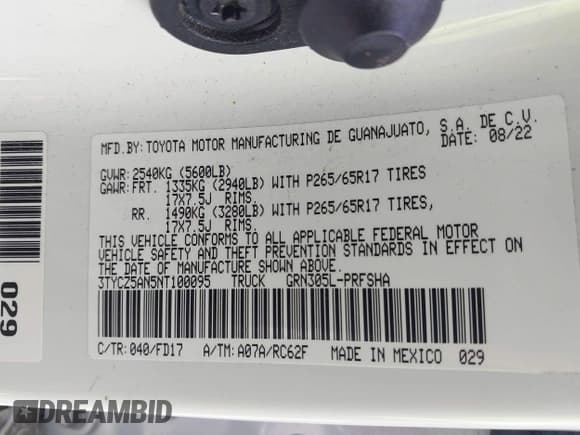 MFD.BY:TOYOTA MOTOR MANUFACTURING DE GUANAJUATO, S.A. DE C.V.
DATE: 08/22
GVWR:2540KG (5600LB)
GAWR:FRT. 1335KG (2940LB) WITH P265/65R17 TIRES
17X7.5J RIMS.
RR. 1490KG (3280LB) WITH P265/65R17 TIRES,
17X7.5J RIMS.
THIS VEHICLE CONFORMS TO ALL APPLICABLE FEDERAL MOTOR
VEHICLE SAFETY AND THEFT PREVENTION STANDARDS IN EFFECT ON
THE DATE OF MANUFACTURE SHOWN ABOVE.
3TYCZ5AN5NT100095 TRUCK GRN305L-PRFSHA
C/TR:040/FD17 A/TM:A07A/RC62F MADE IN MEXICO 029
029
DREAMBID